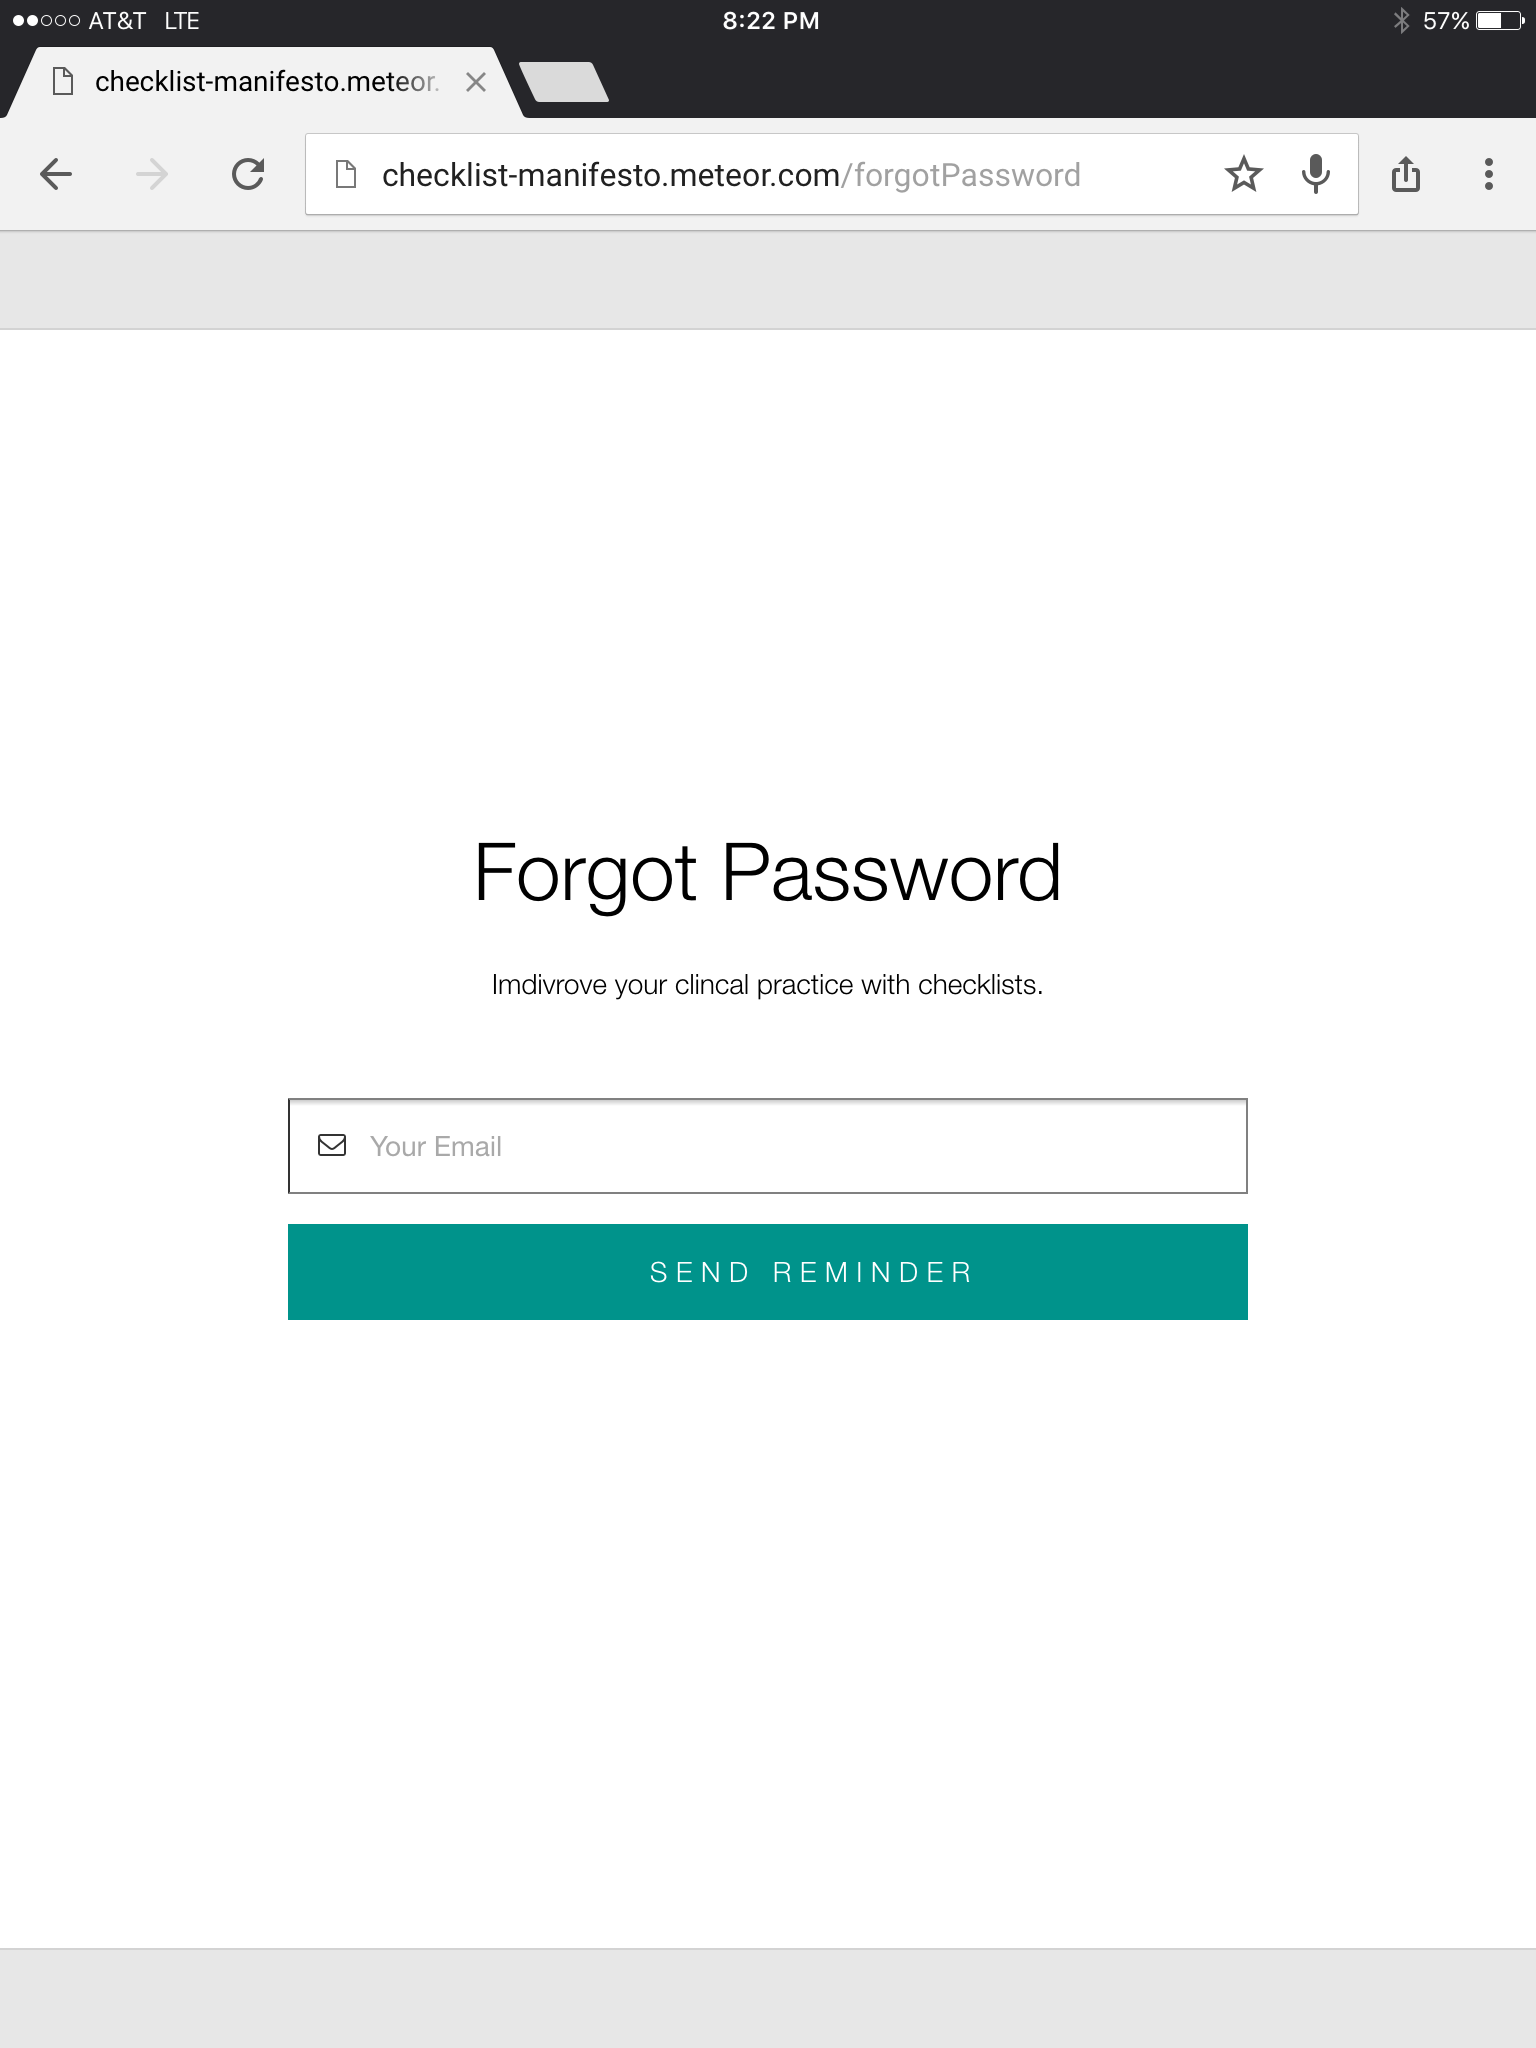 AT&T LTE 8:22 PM 57%
checklist-manifesto.meteor.
checklist-manifesto.meteor.com/forgotPassword
Forgot Password
Imdivrove your clincal practice with checklists.
Your Email
SEND REMINDER